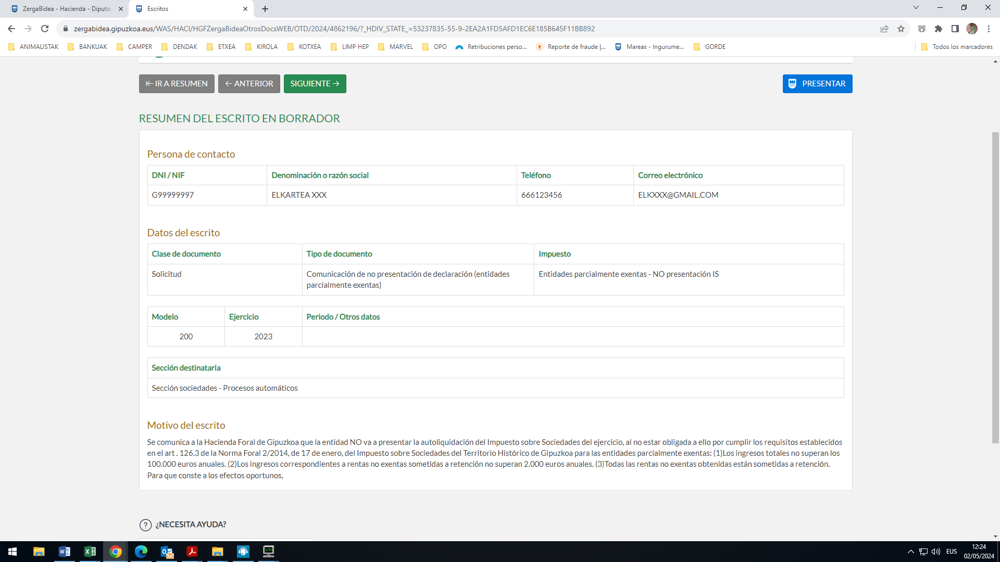 ZergaBidea - Hacienda - Diputac
Escritos
zergabidea.gipuzkoa.eus/WAS/HACI/HGFZergaBideaOtrosDocsWEB/OTD/2024/4862196/?_HDIV_STATE_=53237835-55-9-2EA2A1FD5AFD1EC6E185B645F11BB892
ANIMALISTAK BANKUAK CAMPER DENDAK ETXEA KIROLA KOTXEA LIMP HEP MARVEL OPO Retribuciones perso... Reporte de fraude |... Mareas - Ingurume... GORDE Todos los marcadores
IR A RESUMEN ANTERIOR SIGUIENTE PRESENTAR
RESUMEN DEL ESCRITO EN BORRADOR
Persona de contacto
DNI / NIF Denominación o razón social Teléfono Correo electrónico
G99999997 ELKARTEA XXX 666123456 ELKXXX@GMAIL.COM
Datos del escrito
Clase de documento Tipo de documento Impuesto
Solicitud Comunicación de no presentación de declaración (entidades parcialmente exentas) Entidades parcialmente exentas - NO presentación IS
Modelo Ejercicio Periodo / Otros datos
200 2023
Sección destinataria
Sección sociedades - Procesos automáticos
Motivo del escrito
Se comunica a la Hacienda Foral de Gipuzkoa que la entidad NO va a presentar la autoliquidación del Impuesto sobre Sociedades del ejercicio, al no estar obligada a ello por cumplir los requisitos establecidos
en el art . 126.3 de la Norma Foral 2/2014, de 17 de enero, del Impuesto sobre Sociedades del Territorio Histórico de Gipuzkoa para las entidades parcialmente exentas: (1)Los ingresos totales no superan los
100.000 euros anuales. (2)Los ingresos correspondientes a rentas no exentas sometidas a retención no superan 2.000 euros anuales. (3)Todas las rentas no exentas obtenidas están sometidas a retención.
Para que conste a los efectos oportunos,
¿NECESITA AYUDA?
EUS
12:24
02/05/2024